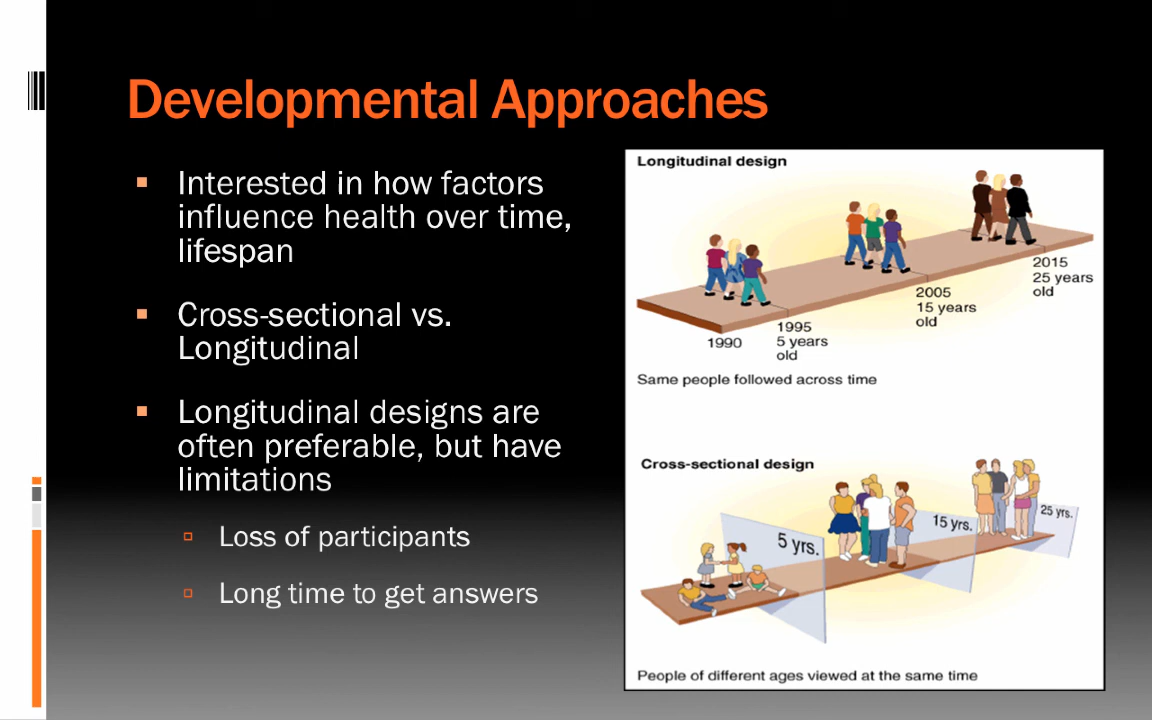 Developmental Approaches
Interested in how factors
influence health over time,
lifespan
Cross-sectional vs.
Longitudinal
Longitudinal designs are
often preferable, but have
limitations
Loss of participants
Long time to get answers
Longitudinal design
1990
1995
5 years
old
2005
15 years
old
2015
25 years
old
Same people followed across time
Cross-sectional design
5 yrs.
15 yrs.
25 yrs.
People of different ages viewed at the same time